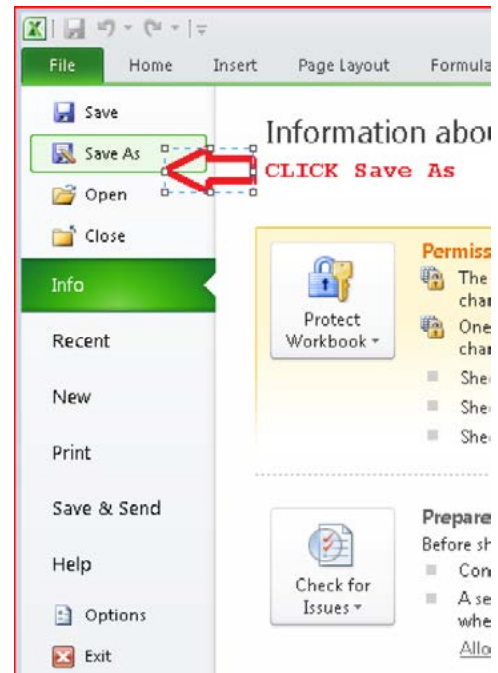 File Home Insert Page Layout Formula
Save
Save As
Open
Close
Info
Recent
New
Print
Save & Send
Help
Options
Exit
Information abou
CLICK Save As
Protect
Workbook
Permiss
The
char
One
char
She
She
She
Check for
Issues
Prepare
Before sh
Con
A se
whe
Allo